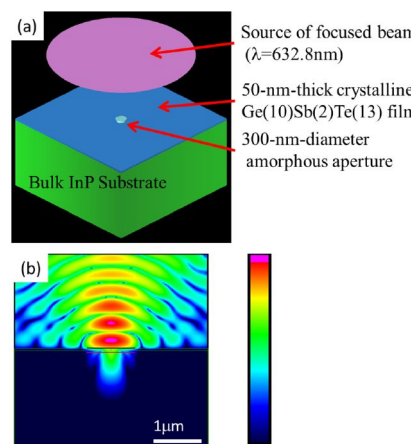 (a)
Source of focused beam
(λ=632.8nm)
50-nm-thick crystalline
Ge(10)Sb(2)Te(13) film
300-nm-diameter
amorphous aperture
Bulk InP Substrate
(b)
1μm